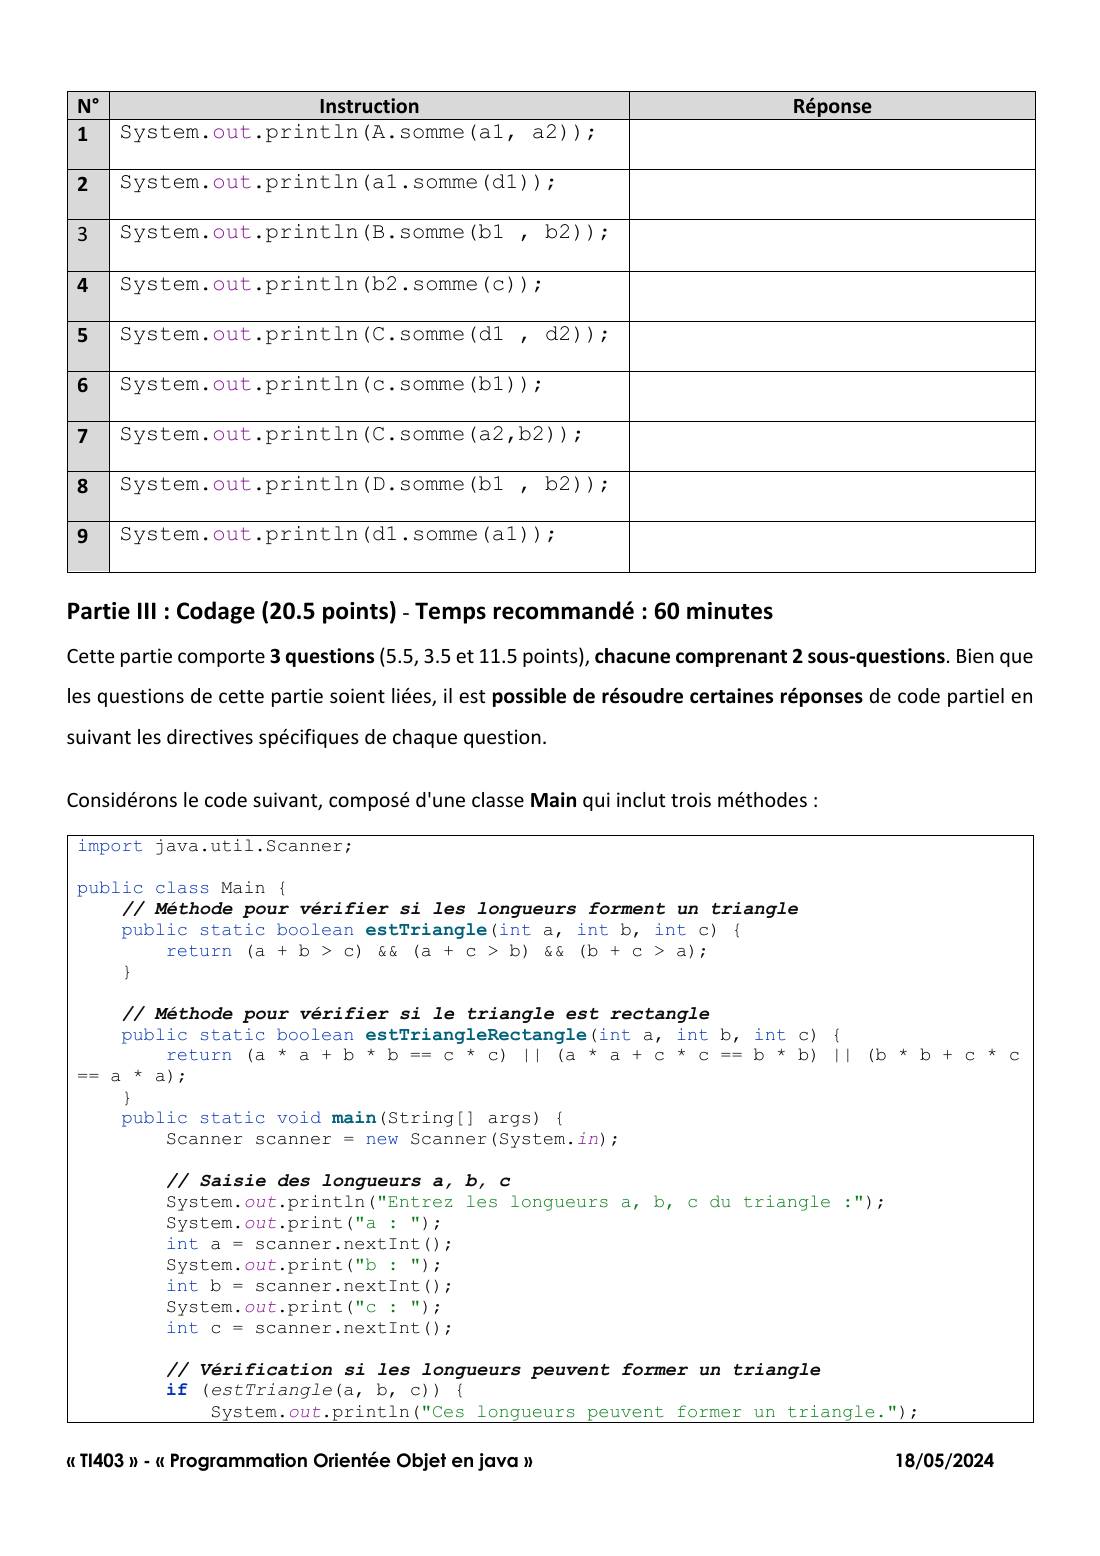 N° Instruction Réponse
1 System.out.println(A.somme(a1, a2));
2 System.out.println(a1.somme(d1));
3 System.out.println(B.somme(b1 , b2));
4 System.out.println(b2.somme(c));
5 System.out.println(C.somme(d1 , d2));
6 System.out.println(c.somme(b1));
7 System.out.println(C.somme(a2,b2));
8 System.out.println(D.somme(b1 , b2));
9 System.out.println(d1.somme(a1));
Partie III : Codage (20.5 points) - Temps recommandé : 60 minutes
Cette partie comporte 3 questions (5.5, 3.5 et 11.5 points), chacune comprenant 2 sous-questions. Bien que
les questions de cette partie soient liées, il est possible de résoudre certaines réponses de code partiel en
suivant les directives spécifiques de chaque question.
Considérons le code suivant, composé d'une classe Main qui inclut trois méthodes :
import java.util.Scanner;
public class Main {
    // Méthode pour vérifier si les longueurs forment un triangle
    public static boolean estTriangle(int a, int b, int c) {
        return (a + b > c) && (a + c > b) && (b + c > a);
    }
    // Méthode pour vérifier si le triangle est rectangle
    public static boolean estTriangleRectangle(int a, int b, int c) {
        return (a * a + b * b == c * c) || (a * a + c * c == b * b) || (b * b + c * c
== a * a);
    }
    public static void main(String[] args) {
        Scanner scanner = new Scanner(System.in);
        // Saisie des longueurs a, b, c
        System.out.println("Entrez les longueurs a, b, c du triangle :");
        System.out.print("a : ");
        int a = scanner.nextInt();
        System.out.print("b : ");
        int b = scanner.nextInt();
        System.out.print("c : ");
        int c = scanner.nextInt();
        // Vérification si les longueurs peuvent former un triangle
        if (estTriangle(a, b, c)) {
            System.out.println("Ces longueurs peuvent former un triangle.");
« TI403 » - « Programmation Orientée Objet en java » 18/05/2024